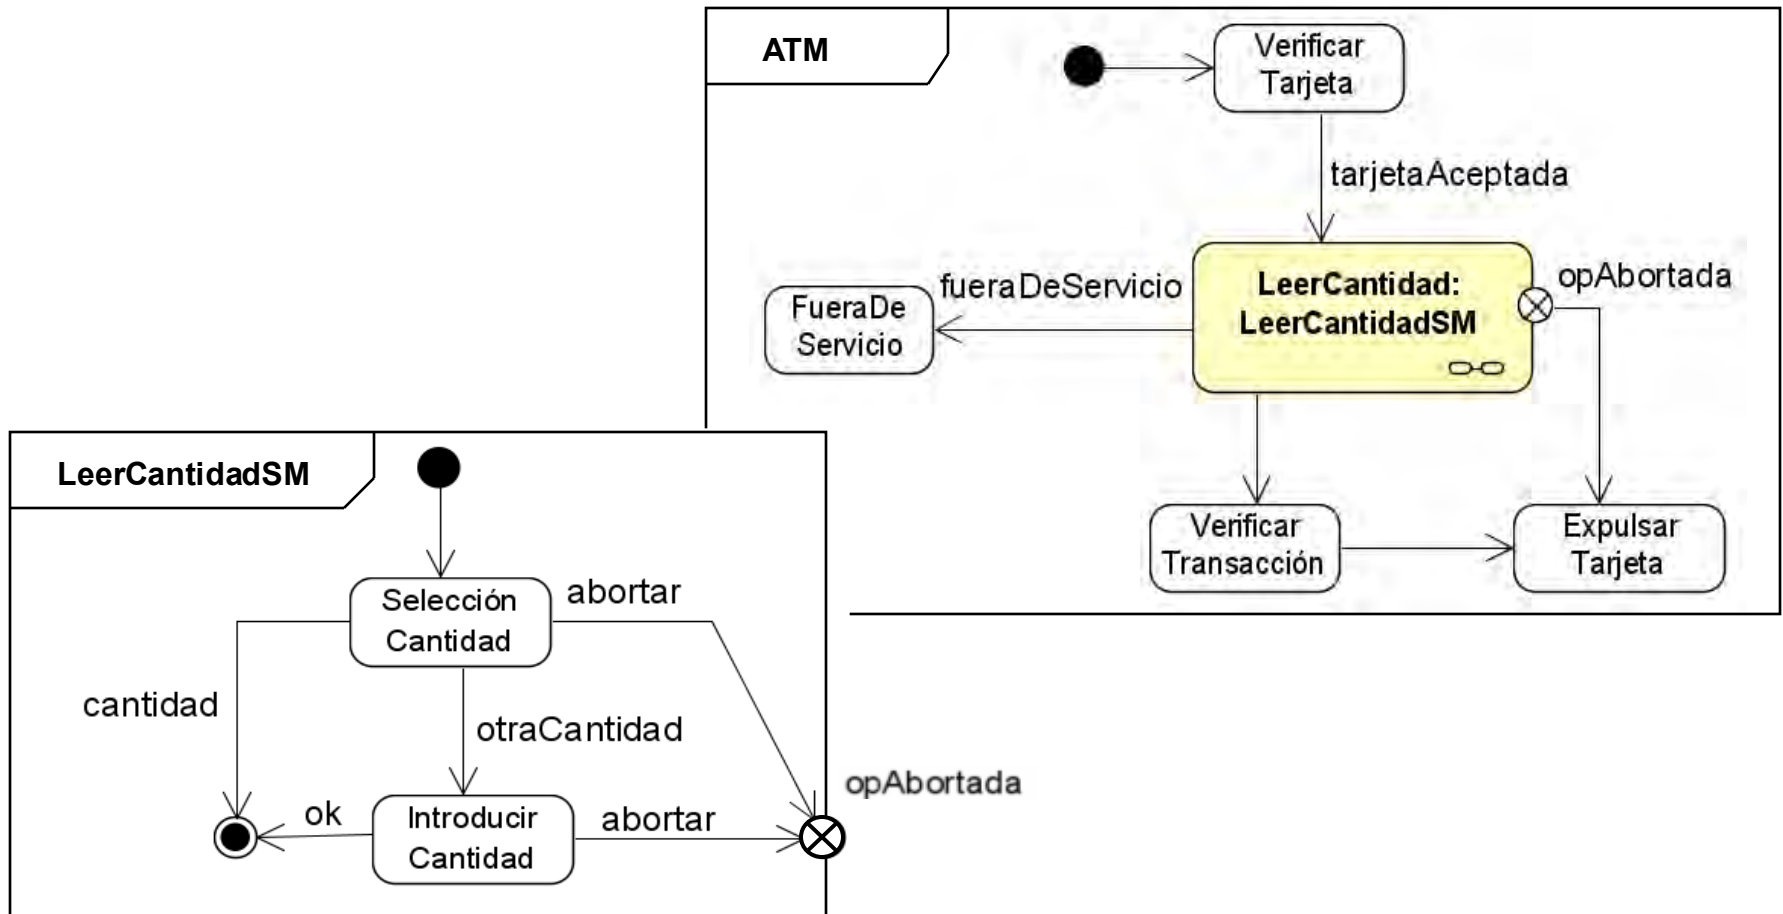 ATM
Verificar
Tarjeta
tarjetaAceptada
fueraDeServicio
FueraDe
Servicio
LeerCantidad:
LeerCantidadSM
opAbortada
Verificar
Transacción
Expulsar
Tarjeta
LeerCantidadSM
Selección
Cantidad
abortar
cantidad
otraCantidad
opAbortada
ok
Introducir
Cantidad
abortar